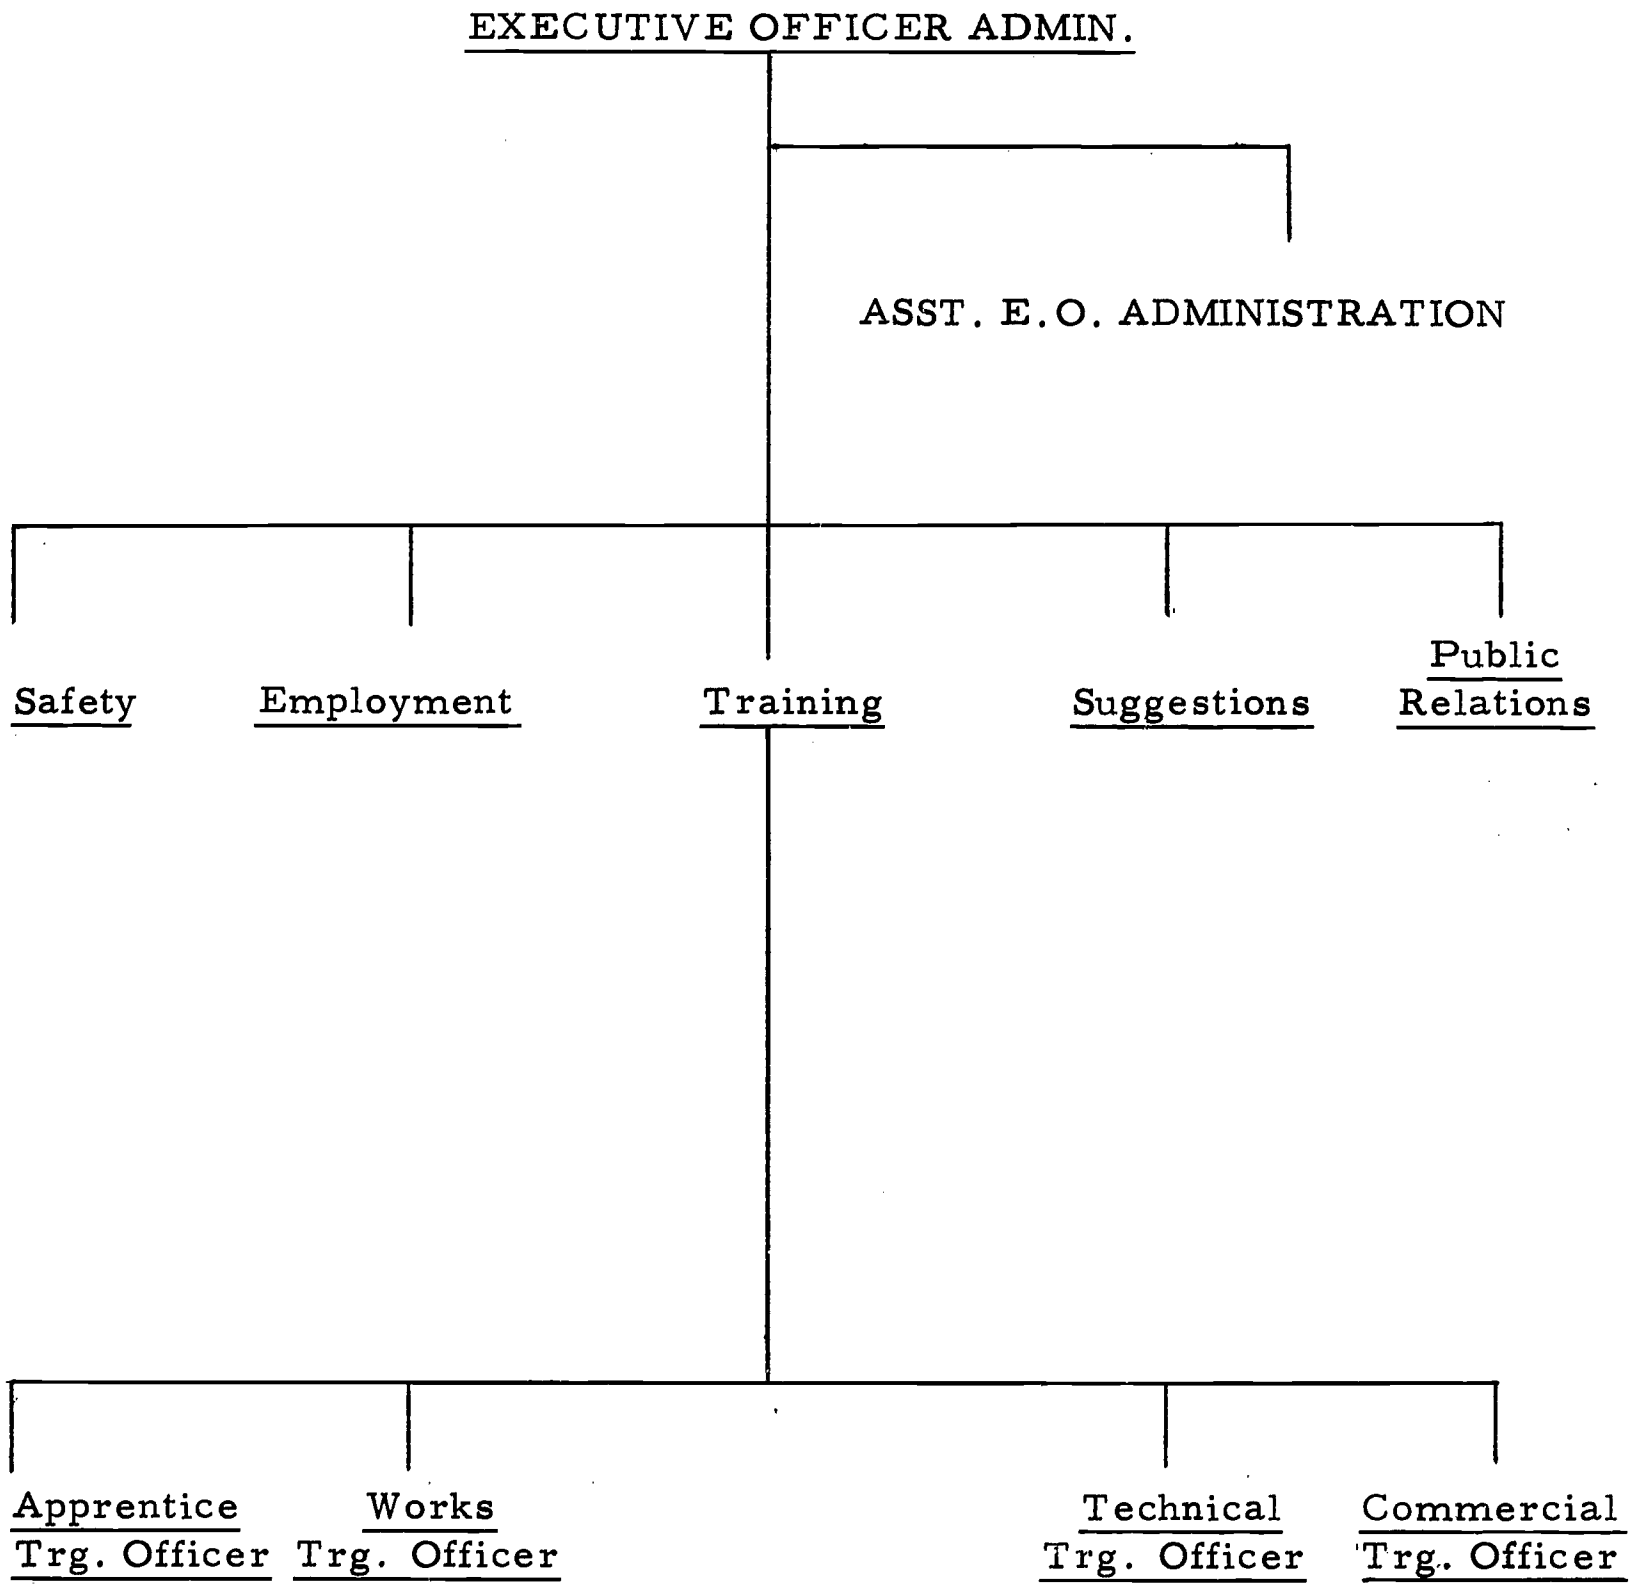 EXECUTIVE OFFICER ADMIN.
ASST. E.O. ADMINISTRATION
Safety
Employment
Training
Suggestions
Public
Relations
Apprentice
Trg. Officer
Works
Trg. Officer
Technical
Trg. Officer
Commercial
Trg. Officer